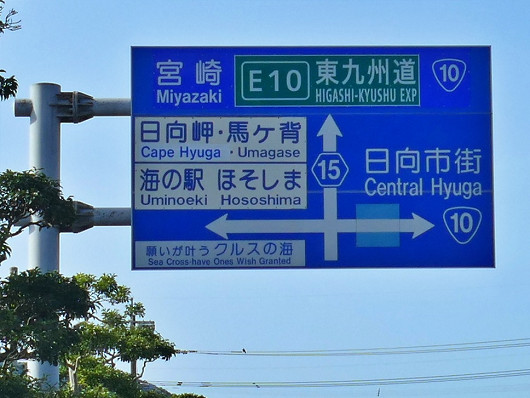 宮崎
Miyazaki
E10 東九州道
HIGASHI-KYUSHU EXP
10
日向岬・馬ヶ背
Cape Hyuga・Umagase
海の駅 ほそしま
Uminoeki Hososhima
15
日向市街
Central Hyuga
10
願いが叶うクルスの海
Sea Cross-have Ones Wish Granted